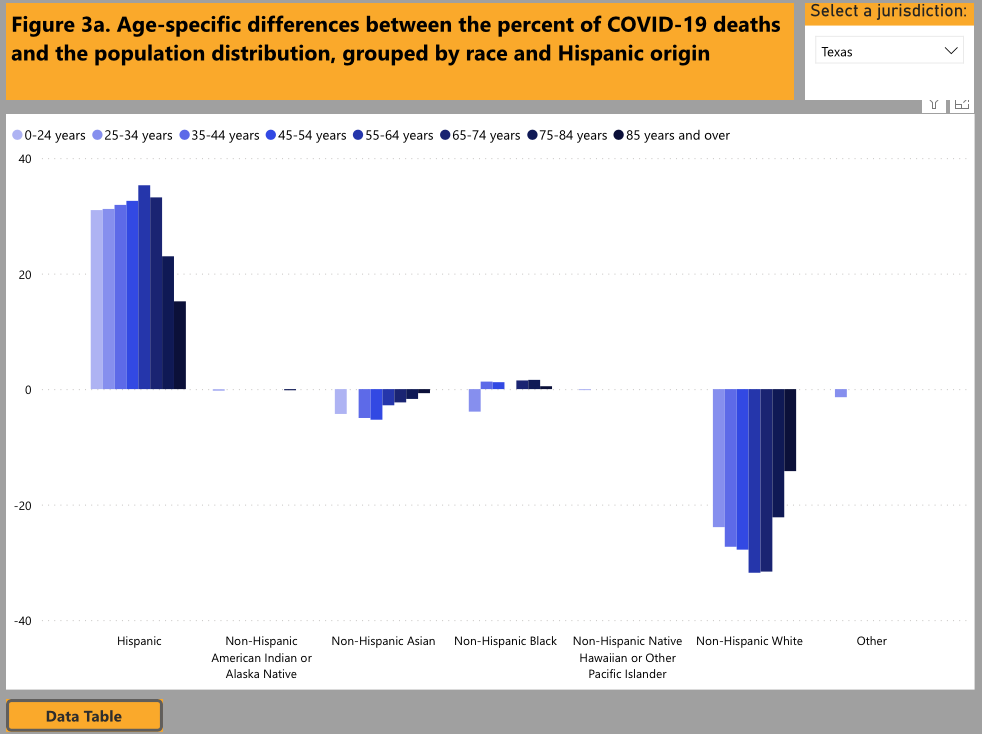 Figure 3a. Age-specific differences between the percent of COVID-19 deaths
and the population distribution, grouped by race and Hispanic origin
Select a jurisdiction:
Texas
0-24 years 25-34 years 35-44 years 45-54 years 55-64 years 65-74 years 75-84 years 85 years and over
40
20
0
-20
-40
Hispanic
Non-Hispanic
American Indian or
Alaska Native
Non-Hispanic Asian
Non-Hispanic Black
Non-Hispanic Native
Hawaiian or Other
Pacific Islander
Non-Hispanic White
Other
Data Table